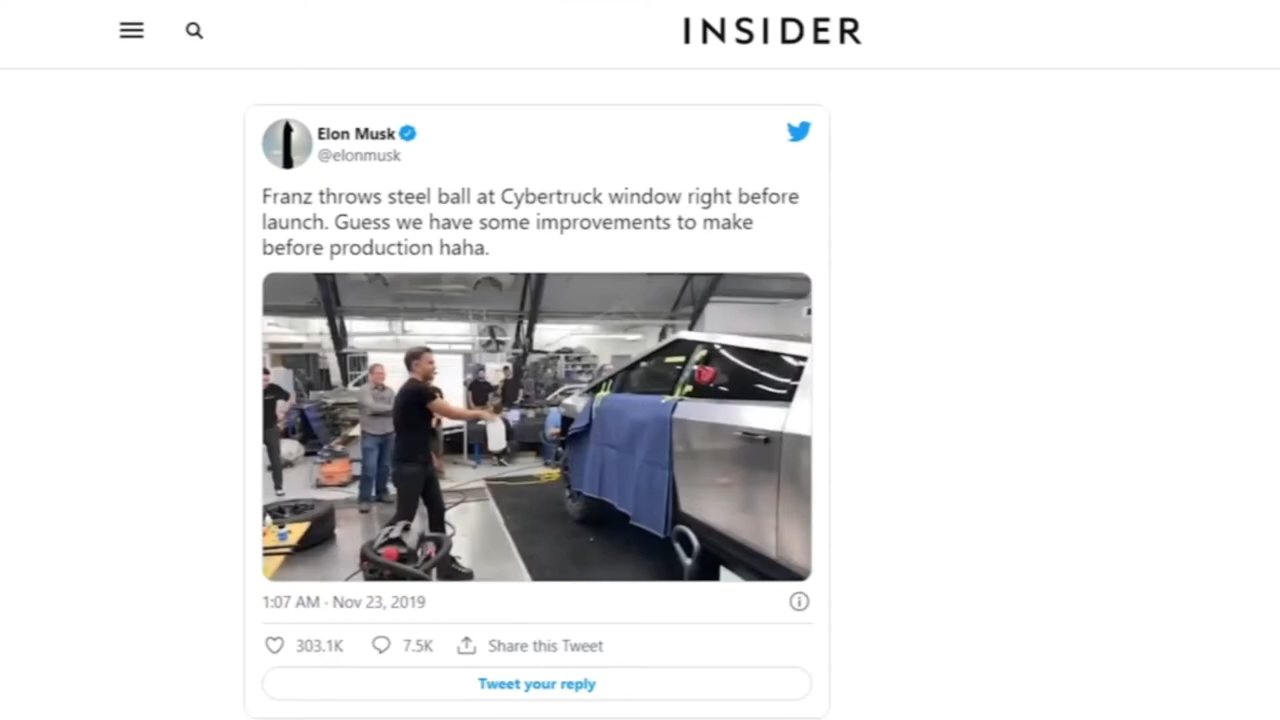 INSIDER
Elon Musk
@elonmusk
Franz throws steel ball at Cybertruck window right before
launch. Guess we have some improvements to make
before production haha.
1:07 AM · Nov 23, 2019
303.1K 7.5K Share this Tweet
Tweet your reply